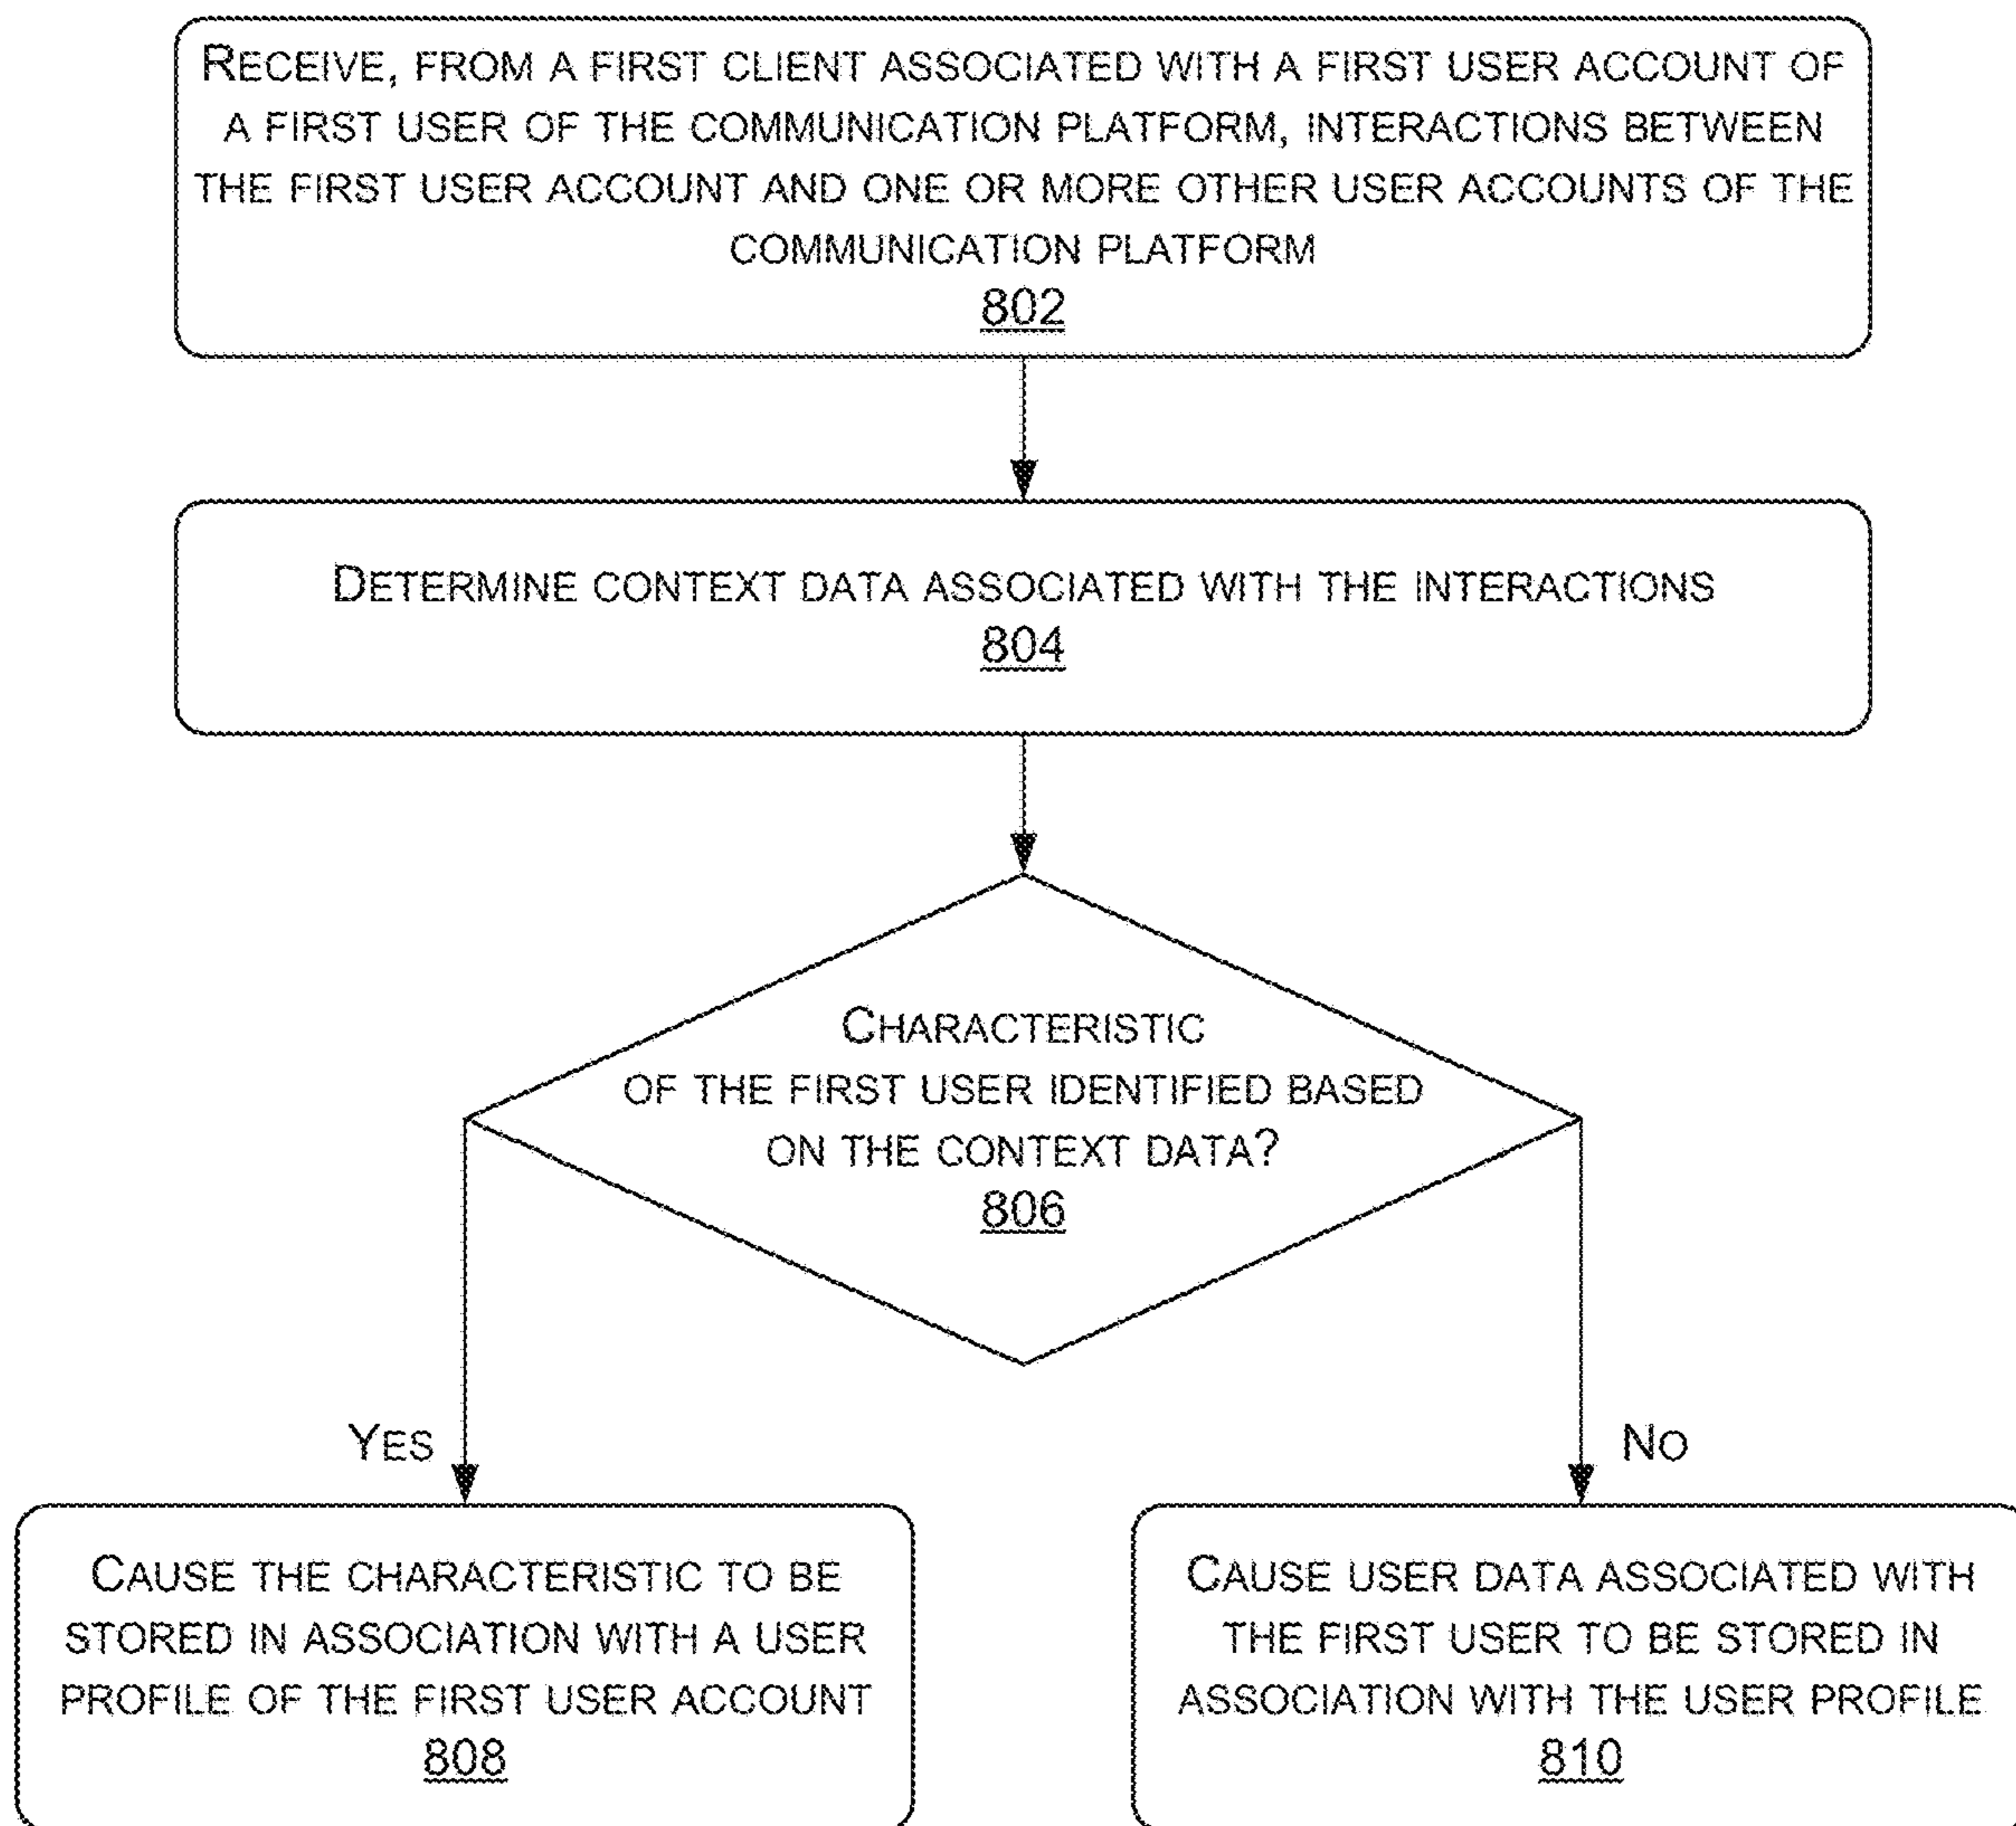 RECEIVE, FROM A FIRST CLIENT ASSOCIATED WITH A FIRST USER ACCOUNT OF
A FIRST USER OF THE COMMUNICATION PLATFORM, INTERACTIONS BETWEEN
THE FIRST USER ACCOUNT AND ONE OR MORE OTHER USER ACCOUNTS OF THE
COMMUNICATION PLATFORM
802
DETERMINE CONTEXT DATA ASSOCIATED WITH THE INTERACTIONS
804
CHARACTERISTIC
OF THE FIRST USER IDENTIFIED BASED
ON THE CONTEXT DATA?
806
YES
NO
CAUSE THE CHARACTERISTIC TO BE
STORED IN ASSOCIATION WITH A USER
PROFILE OF THE FIRST USER ACCOUNT
808
CAUSE USER DATA ASSOCIATED WITH
THE FIRST USER TO BE STORED IN
ASSOCIATION WITH THE USER PROFILE
810